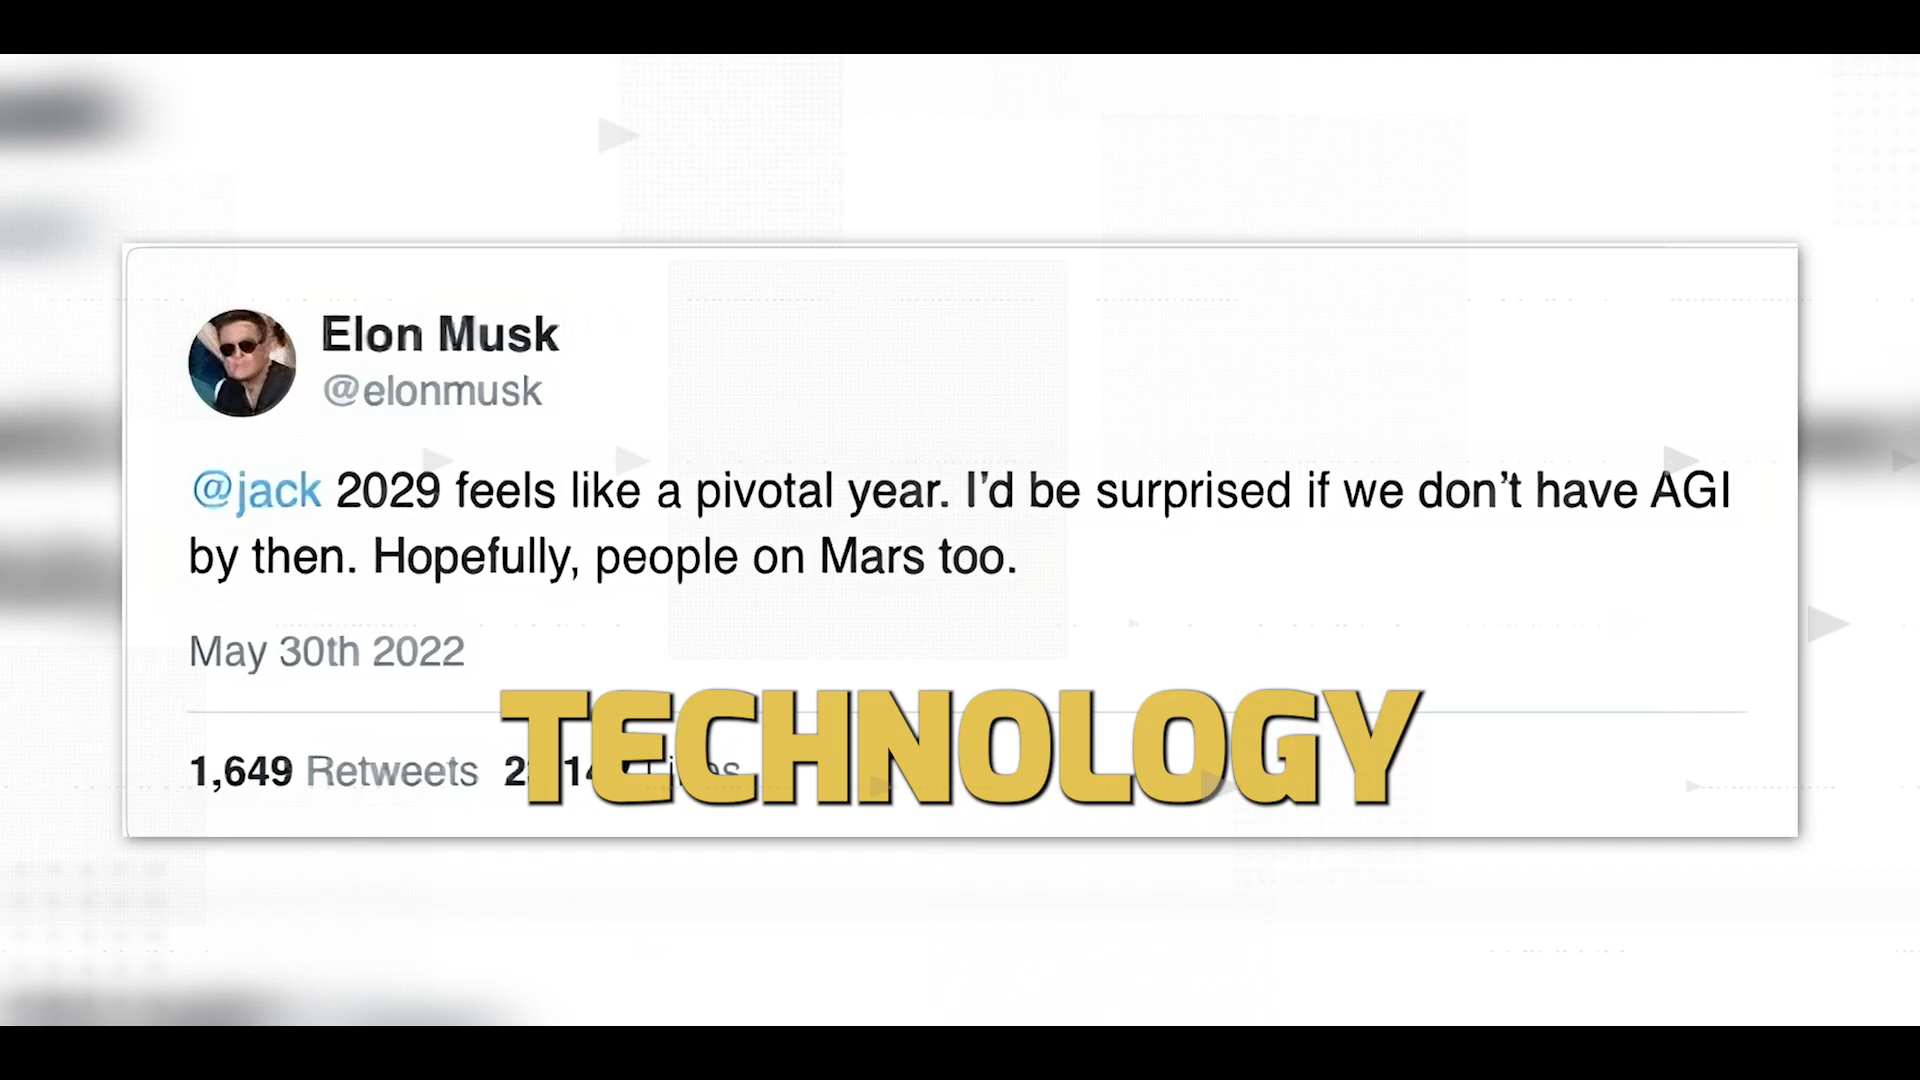 Elon Musk
@elonmusk
@jack 2029 feels like a pivotal year. I’d be surprised if we don’t have AGI
by then. Hopefully, people on Mars too.
May 30th 2022
TECHNOLOGY
1,649 Retweets Likes